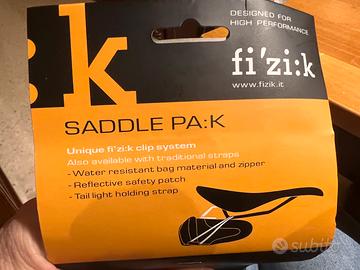 :k
DESIGNED FOR
HIGH PERFORMANCE
fi'zi:k
www.fizik.it
SADDLE PA:K
Unique fi'zi:k clip system
Also available with traditional straps
- Water resistant bag material and zipper
- Reflective safety patch
- Tail light holding strap
subito